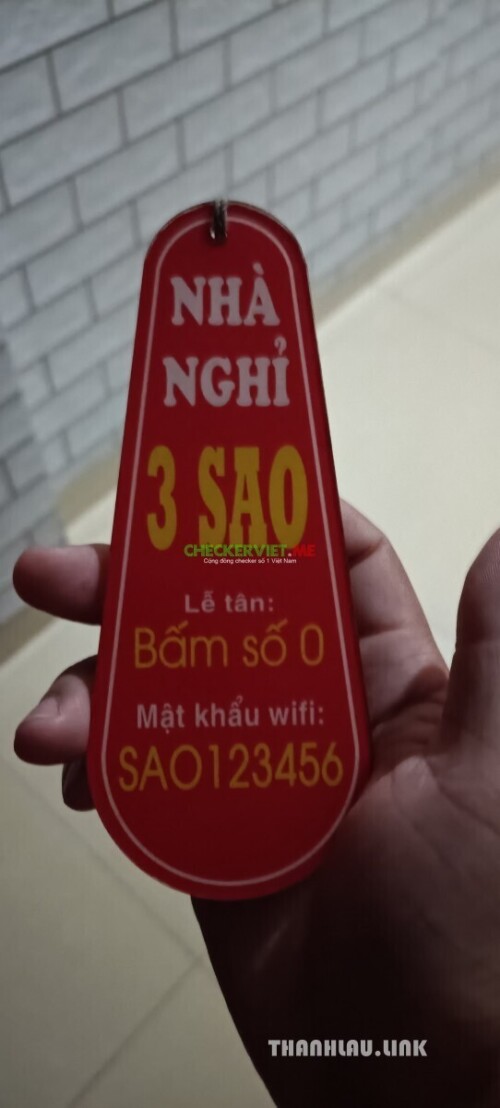 NHÀ
NGHỈ
3 SAO
CHECKERVIET.ME
Cộng đồng checker số 1 Việt Nam
Lễ tân:
Bấm số 0
Mật khẩu wifi:
SAO123456
THANHLAU.LINK